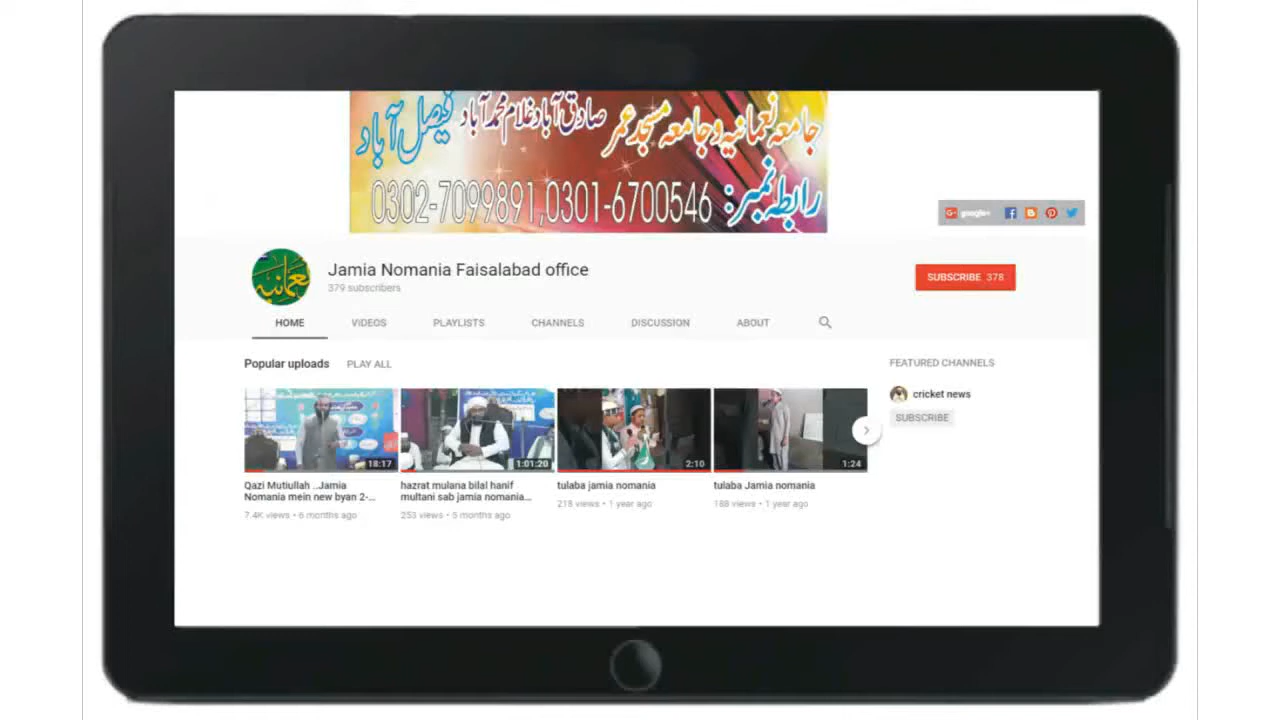 جامعہ نعمانیہ وجامعہ مسجد عمر صادق آباد غلام محمد آباد فیصل آباد
رابطہ نمبر: 0302-7099891,0301-6700546
google+
نعمانیہ
Jamia Nomania Faisalabad office
379 subscribers
SUBSCRIBE 378
HOME VIDEOS PLAYLISTS CHANNELS DISCUSSION ABOUT
Popular uploads PLAY ALL
FEATURED CHANNELS
cricket news
SUBSCRIBE
18:17
1:01:20
2:10
1:24
Qazi Mutiullah ..Jamia
Nomania mein new byan 2-...
7.4K views • 6 months ago
hazrat mulana bilal hanif
multani sab jamia nomania...
253 views • 5 months ago
tulaba jamia nomania
218 views • 1 year ago
tulaba Jamia nomania
188 views • 1 year ago